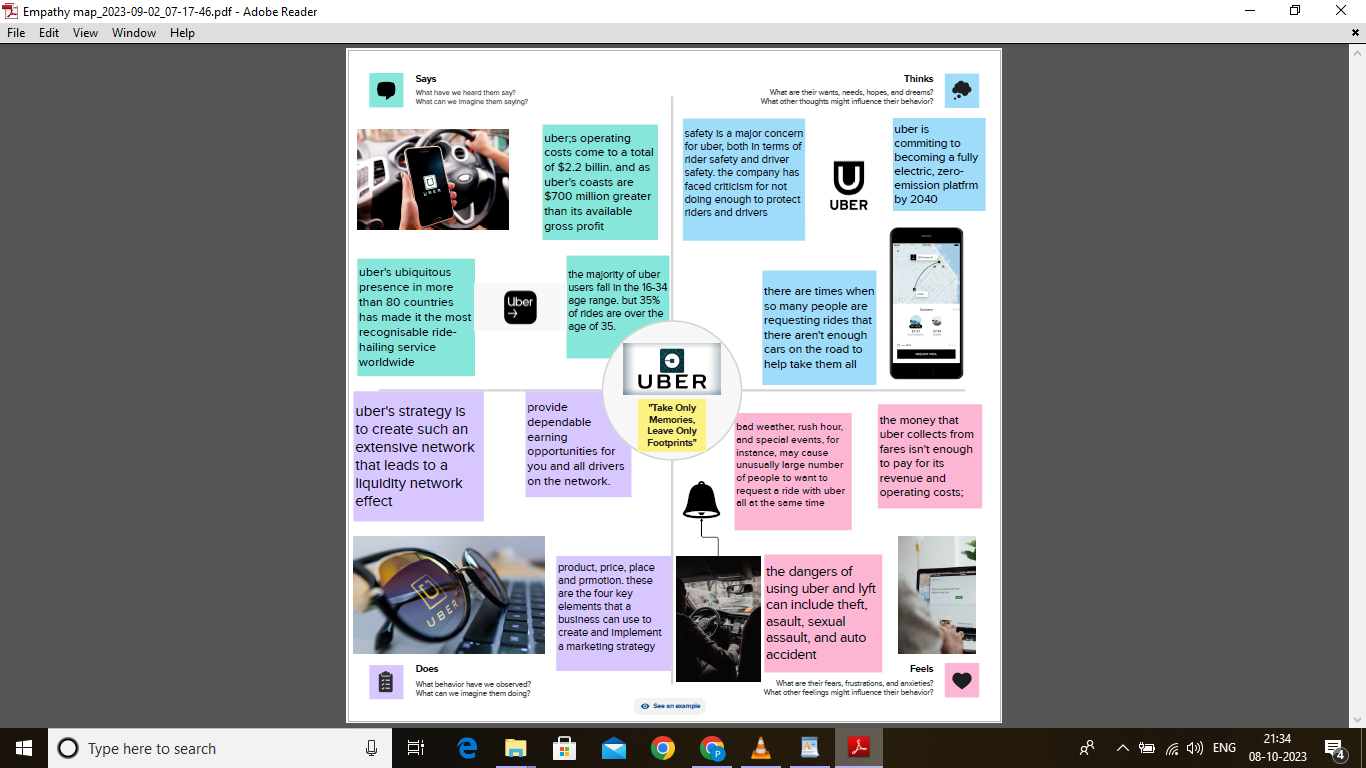 Empathy map_2023-09-02_07-17-46.pdf - Adobe Reader
File Edit View Window Help
Says
What have we heard them say?
What can we imagine them saying?
Thinks
What are their wants, needs, hopes, and dreams?
What other thoughts might influence their behavior?
UBER
uber;s operating
costs come to a total
of $2.2 billin. and as
uber's coasts are
$700 million greater
than its available
gross profit
safety is a major concern
for uber, both in terms of
rider safety and driver
safety. the company has
faced criticism for not
doing enough to protect
riders and drivers
UBER
uber is
commiting to
becoming a fully
electric, zero-
emission platfrm
by 2040
uber's ubiquitous
presence in more
than 80 countries
has made it the most
recognisable ride-
hailing service
worldwide
Uber
the majority of uber
users fall in the 16-34
age range. but 35%
of rides are over the
age of 35.
there are times when
so many people are
requesting rides that
there aren't enough
cars on the road to
help take them all
UBER
"Take Only
Memories,
Leave Only
Footprints"
uber's strategy is
to create such an
extensive network
that leads to a
liquidity network
effect
provide
dependable
earning
opportunities for
you and all drivers
on the network.
bad weather, rush hour,
and special events, for
instance, may cause
unusually large number
of people to want to
request a ride with uber
all at the same time
the money that
uber collects from
fares isn't enough
to pay for its
revenue and
operating costs;
UBER
product, price, place
and prmotion. these
are the four key
elements that a
business can use to
create and implement
a marketing strategy
the dangers of
using uber and lyft
can include theft,
asault, sexual
assault, and auto
accident
Does
What behavior have we observed?
What can we imagine them doing?
Feels
What are their fears, frustrations, and anxieties?
What other feelings might influence their behavior?
See an example
Type here to search
ENG
21:34
08-10-2023
4